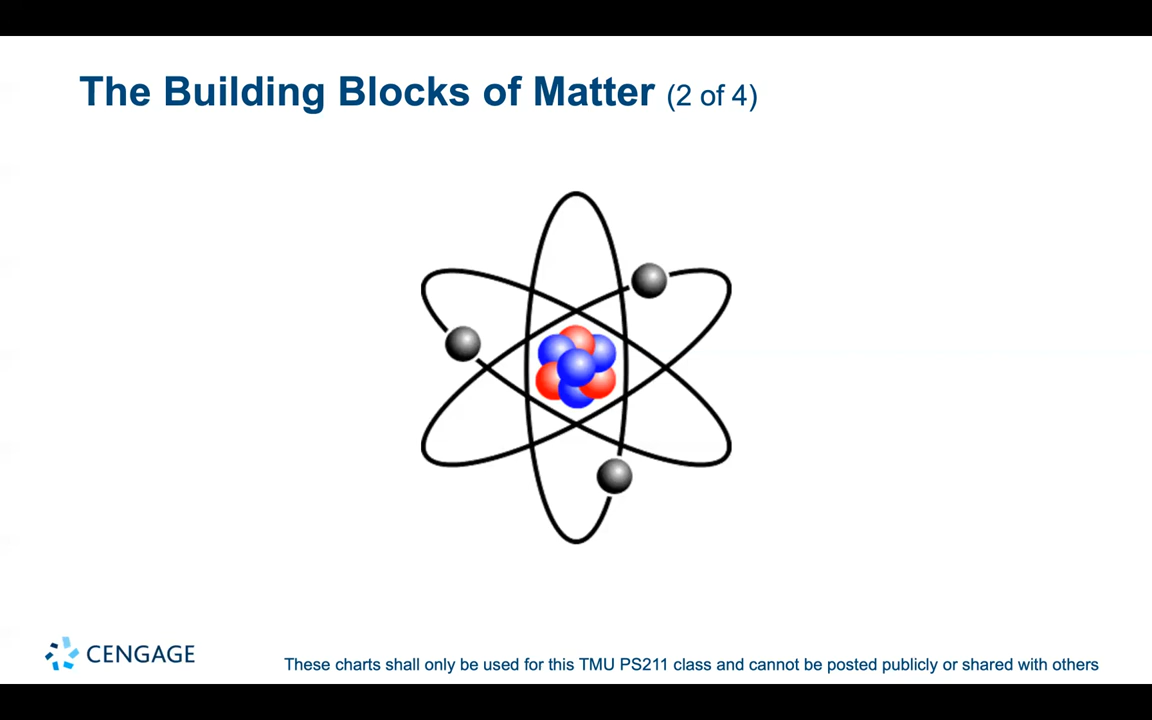 The Building Blocks of Matter (2 of 4)
CENGAGE
These charts shall only be used for this TMU PS211 class and cannot be posted publicly or shared with others